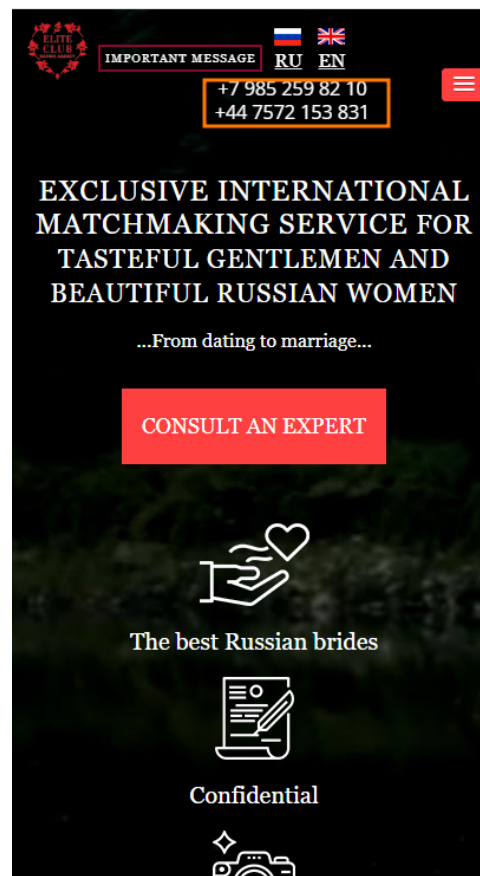 ELITE
CLUB
DATING AGENCY
IMPORTANT MESSAGE
RU EN
+7 985 259 82 10
+44 7572 153 831
EXCLUSIVE INTERNATIONAL
MATCHMAKING SERVICE FOR
TASTEFUL GENTLEMEN AND
BEAUTIFUL RUSSIAN WOMEN
...From dating to marriage...
CONSULT AN EXPERT
The best Russian brides
Confidential